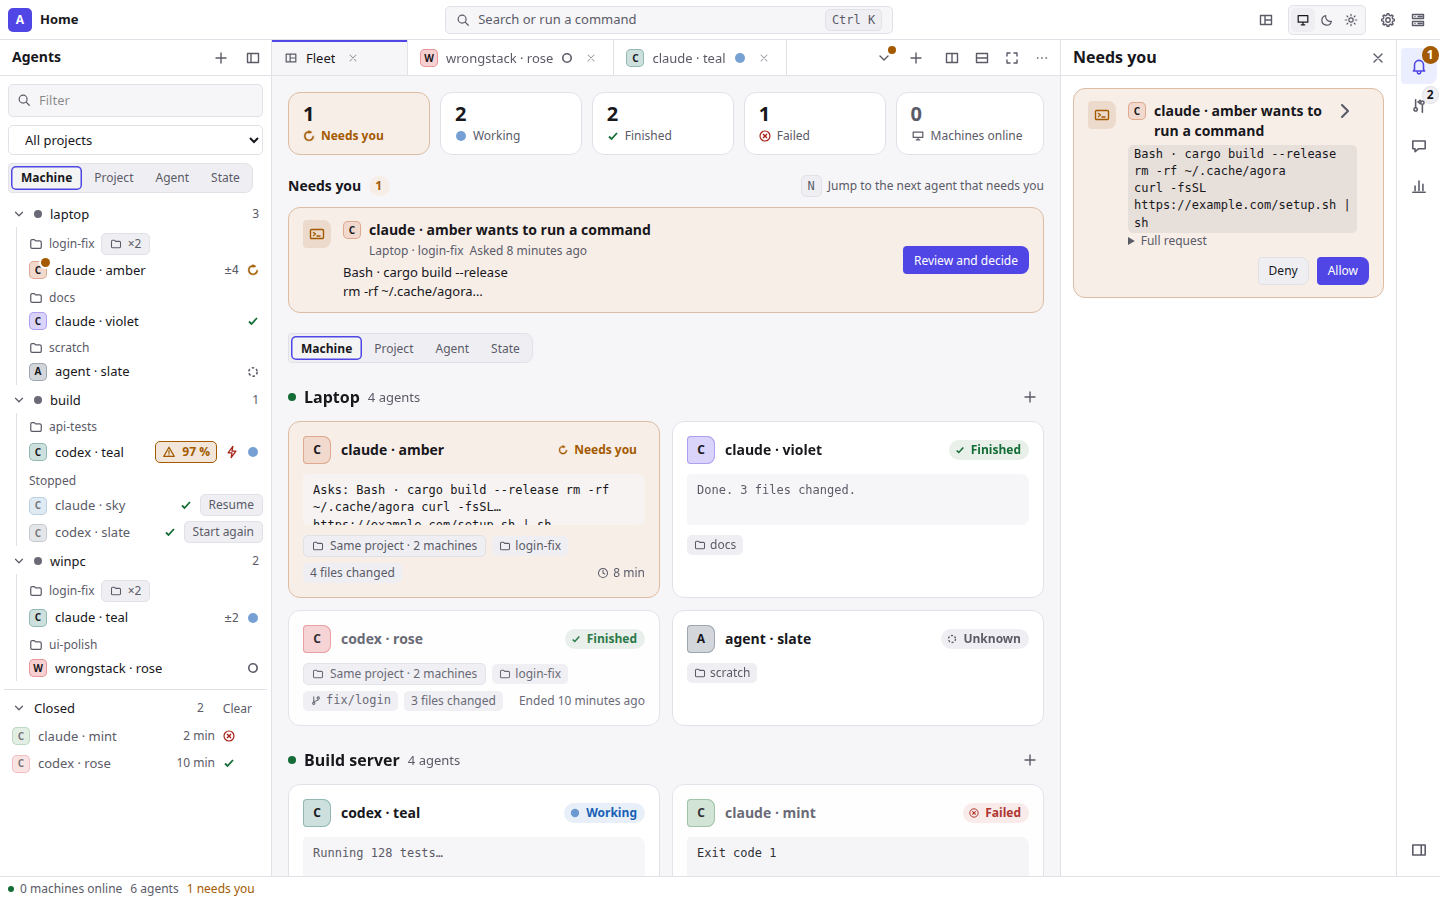 A Home
Search or run a command Ctrl K
Agents
Filter
All projects
Machine Project Agent State
laptop 3
login-fix ×2
C claude · amber ±4
docs
C claude · violet
scratch
A agent · slate
build 1
api-tests
C codex · teal 97 %
Stopped
C claude · sky Resume
C codex · slate Start again
winpc 2
login-fix ×2
C claude · teal ±2
ui-polish
W wrongstack · rose
Closed 2 Clear
C claude · mint 2 min
C codex · rose 10 min
Fleet
W wrongstack · rose
C claude · teal
1
Needs you
2
Working
2
Finished
1
Failed
0
Machines online
Needs you 1
N Jump to the next agent that needs you
C claude · amber wants to run a command
Laptop · login-fix Asked 8 minutes ago
Bash · cargo build --release
rm -rf ~/.cache/agora...
Review and decide
Machine Project Agent State
Laptop 4 agents
C claude · amber Needs you
Asks: Bash · cargo build --release rm -rf
~/.cache/agora curl -fsSL…
https://example.com/setup.sh | sh
Same project · 2 machines login-fix
4 files changed 8 min
C claude · violet Finished
Done. 3 files changed.
docs
C codex · rose Finished
Same project · 2 machines login-fix
fix/login 3 files changed Ended 10 minutes ago
A agent · slate Unknown
scratch
Build server 4 agents
C codex · teal Working
Running 128 tests…
C claude · mint Failed
Exit code 1
Needs you
C claude · amber wants to
run a command
Bash · cargo build --release
rm -rf ~/.cache/agora
curl -fsSL
https://example.com/setup.sh |
sh
Full request
Deny Allow
1
2
0 machines online 6 agents 1 needs you